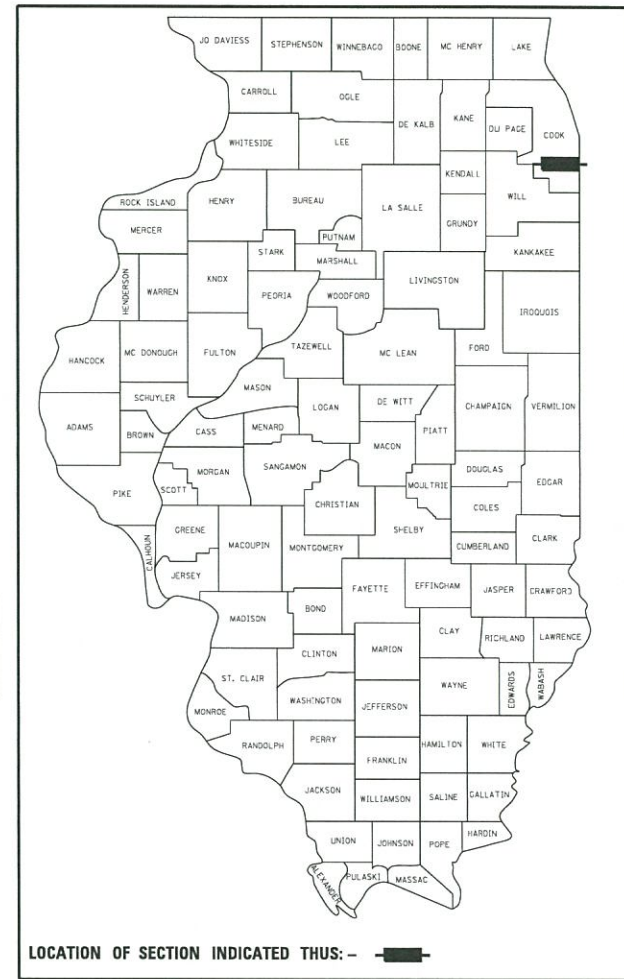 JO DAVIESS STEPHENSON WINNEBAGO BOONE MC HENRY LAKE
CARROLL OGLE DE KALB KANE DU PAGE COOK
WHITESIDE LEE KENDALL WILL
ROCK ISLAND HENRY BUREAU LA SALLE GRUNDY
MERCER PUTNAM KANKAKEE
HENDERSON WARREN KNOX STARK MARSHALL LIVINGSTON
PEORIA WOODFORD IROQUOIS
HANCOCK MC DONOUGH FULTON TAZEWELL MC LEAN FORD
SCHUYLER MASON LOGAN DE WITT CHAMPAIGN VERMILION
ADAMS BROWN CASS MENARD MACON PIATT
PIKE SCOTT MORGAN SANGAMON CHRISTIAN MOULTRIE DOUGLAS EDGAR
COLES
CALHOUN GREENE MACOUPIN MONTGOMERY SHELBY CUMBERLAND CLARK
JERSEY
MADISON BOND FAYETTE EFFINGHAM JASPER CRAWFORD
CLINTON MARION CLAY RICHLAND LAWRENCE
ST. CLAIR WAYNE EDWARDS WABASH
MONROE WASHINGTON JEFFERSON
RANDOLPH PERRY FRANKLIN HAMILTON WHITE
JACKSON WILLIAMSON SALINE GALLATIN
UNION JOHNSON POPE HARDIN
ALEXANDER PULASKI MASSAC
LOCATION OF SECTION INDICATED THUS: –